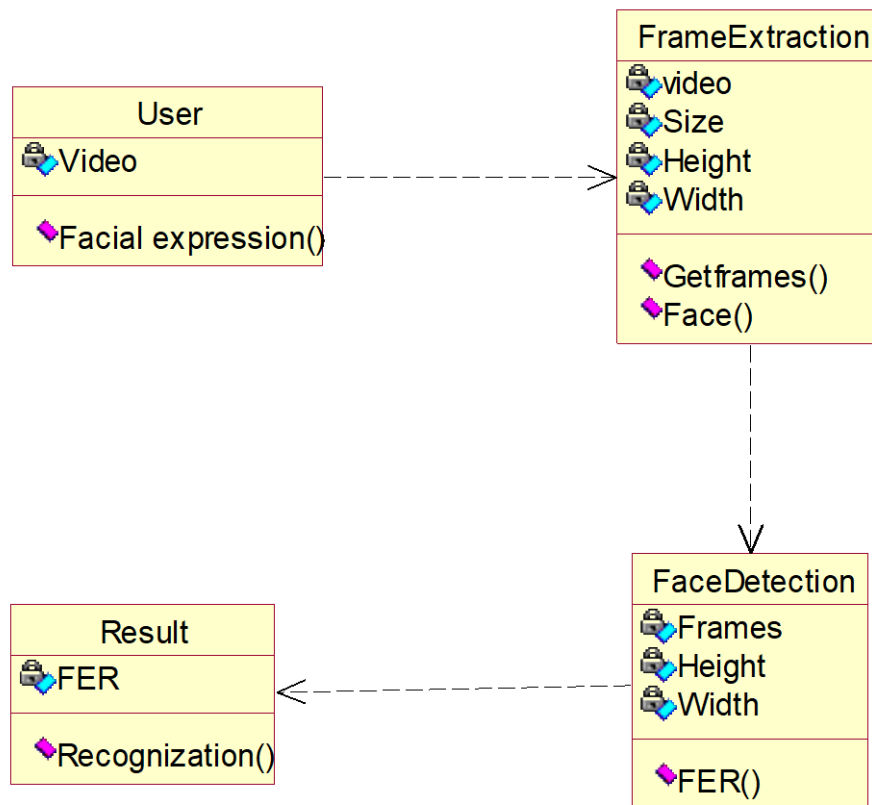 User
Video
Facial expression()
FrameExtraction
video
Size
Height
Width
Getframes()
Face()
FaceDetection
Frames
Height
Width
FER()
Result
FER
Recognization()